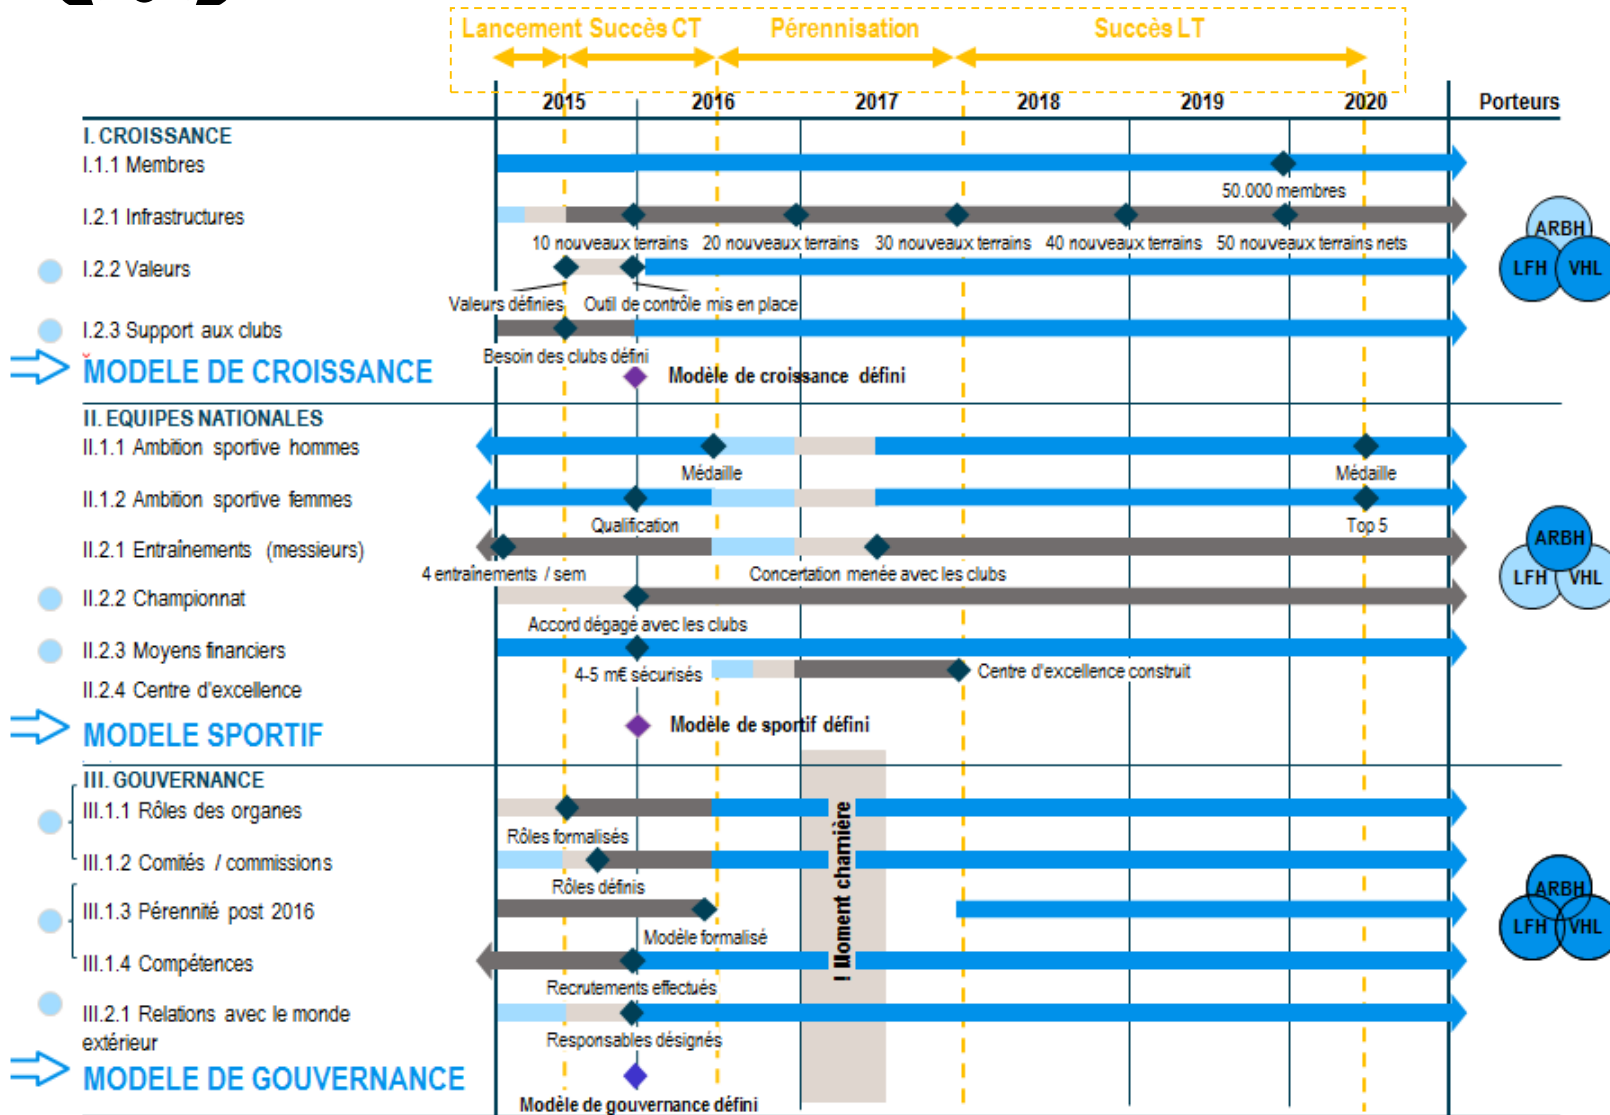 Lancement Succès CT Pérennisation Succès LT
2015 2016 2017 2018 2019 2020 Porteurs
I. CROISSANCE
I.1.1 Membres
50.000 membres
I.2.1 Infrastructures
10 nouveaux terrains 20 nouveaux terrains 30 nouveaux terrains 40 nouveaux terrains 50 nouveaux terrains nets
ARBH
LFH VHL
I.2.2 Valeurs
Valeurs définies Outil de contrôle mis en place
I.2.3 Support aux clubs
Besoin des clubs défini
MODELE DE CROISSANCE
Modèle de croissance défini
II. EQUIPES NATIONALES
II.1.1 Ambition sportive hommes
Médaille Médaille
II.1.2 Ambition sportive femmes
Qualification Top 5
II.2.1 Entraînements (messieurs)
4 entraînements / sem Concertation menée avec les clubs
ARBH
LFH VHL
II.2.2 Championnat
Accord dégagé avec les clubs
II.2.3 Moyens financiers
4-5 m€ sécurisés
Centre d'excellence construit
II.2.4 Centre d'excellence
MODELE SPORTIF
Modèle de sportif défini
III. GOUVERNANCE
III.1.1 Rôles des organes
Rôles formalisés
III.1.2 Comités / commissions
Rôles définis
! Moment charnière
III.1.3 Pérennité post 2016
Modèle formalisé
ARBH
LFH VHL
III.1.4 Compétences
Recrutements effectués
III.2.1 Relations avec le monde
extérieur
Responsables désignés
MODELE DE GOUVERNANCE
Modèle de gouvernance défini